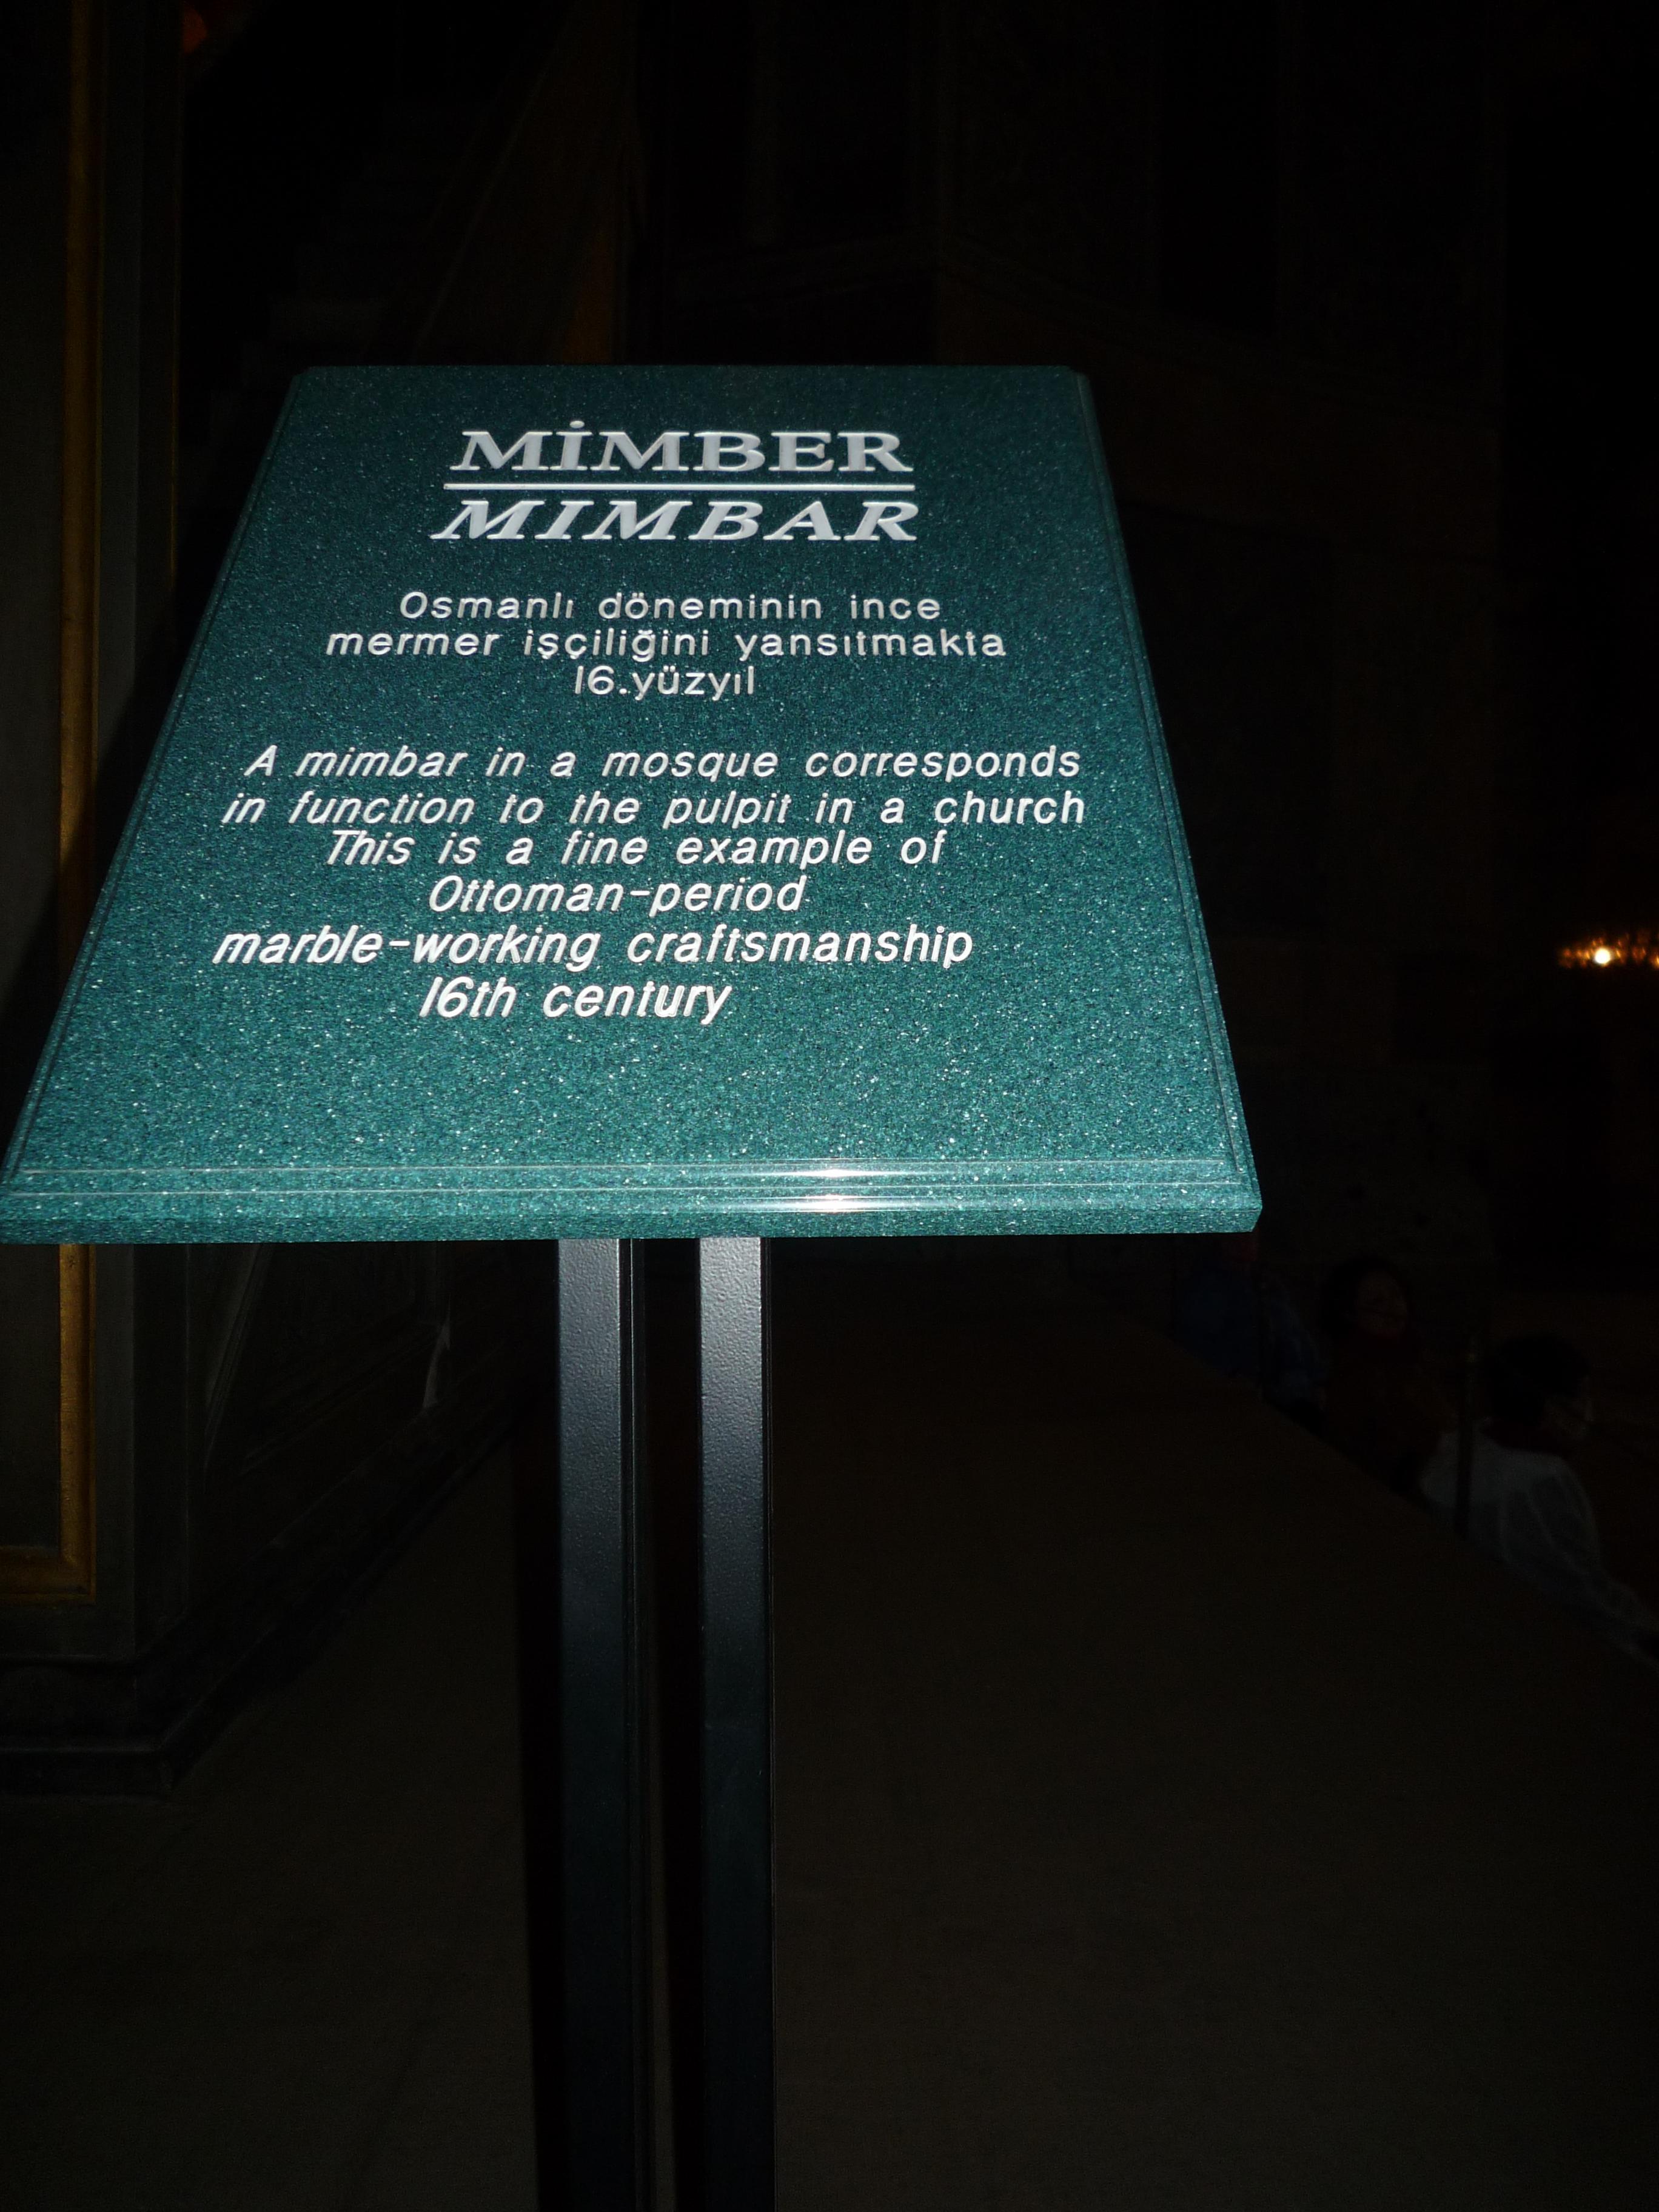 MİMBER
MIMBAR
Osmanlı döneminin ince
mermer işçiliğini yansıtmakta
16.yüzyıl
A mimbar in a mosque corresponds
in function to the pulpit in a church
This is a fine example of
Ottoman-period
marble-working craftsmanship
16th century